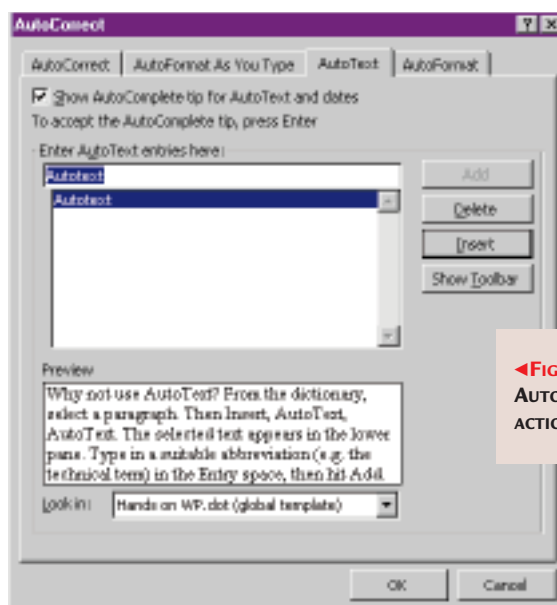 AutoCorrect
AutoCorrect AutoFormat As You Type AutoText AutoFormat
Show AutoComplete tip for AutoText and dates
To accept the AutoComplete tip, press Enter
Enter AutoText entries here:
Autotext
Add
Autotext
Delete
Insert
Show Toolbar
Preview
Why not use AutoText? From the dictionary,
select a paragraph. Then Insert, AutoText,
AutoText. The selected text appears in the lower
pane. Type in a suitable abbreviation (e.g. the
technical term) in the Entry space, then hit Add.
Look in: Hands on WP.dot (global template)
OK Cancel
◄FIG
AUTO
ACTIO